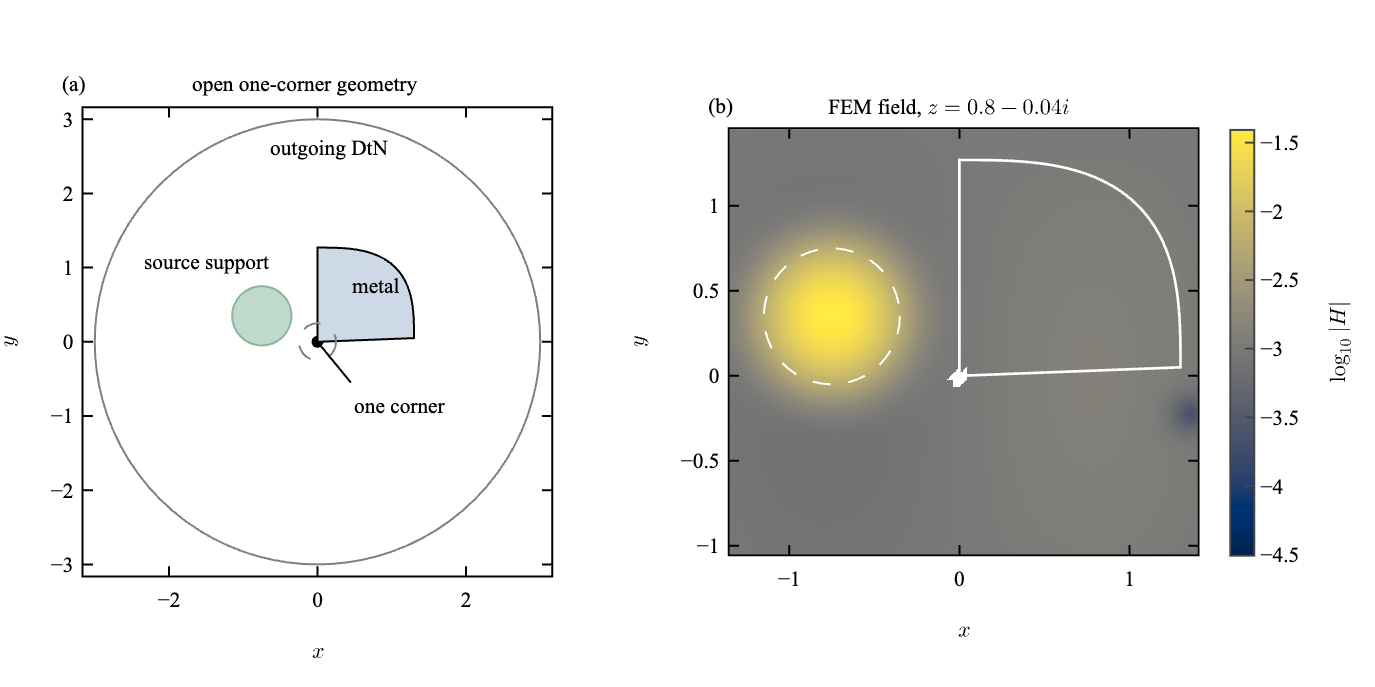 (a)
open one-corner geometry
3
2
1
0
−1
−2
−3
y
outgoing DtN
source support
metal
one corner
−2
0
2
x
(b)
FEM field, z = 0.8 − 0.04i
1
0.5
0
−0.5
−1
y
−1
0
1
x
−1.5
−2
−2.5
−3
−3.5
−4
−4.5
log₁₀ |H|